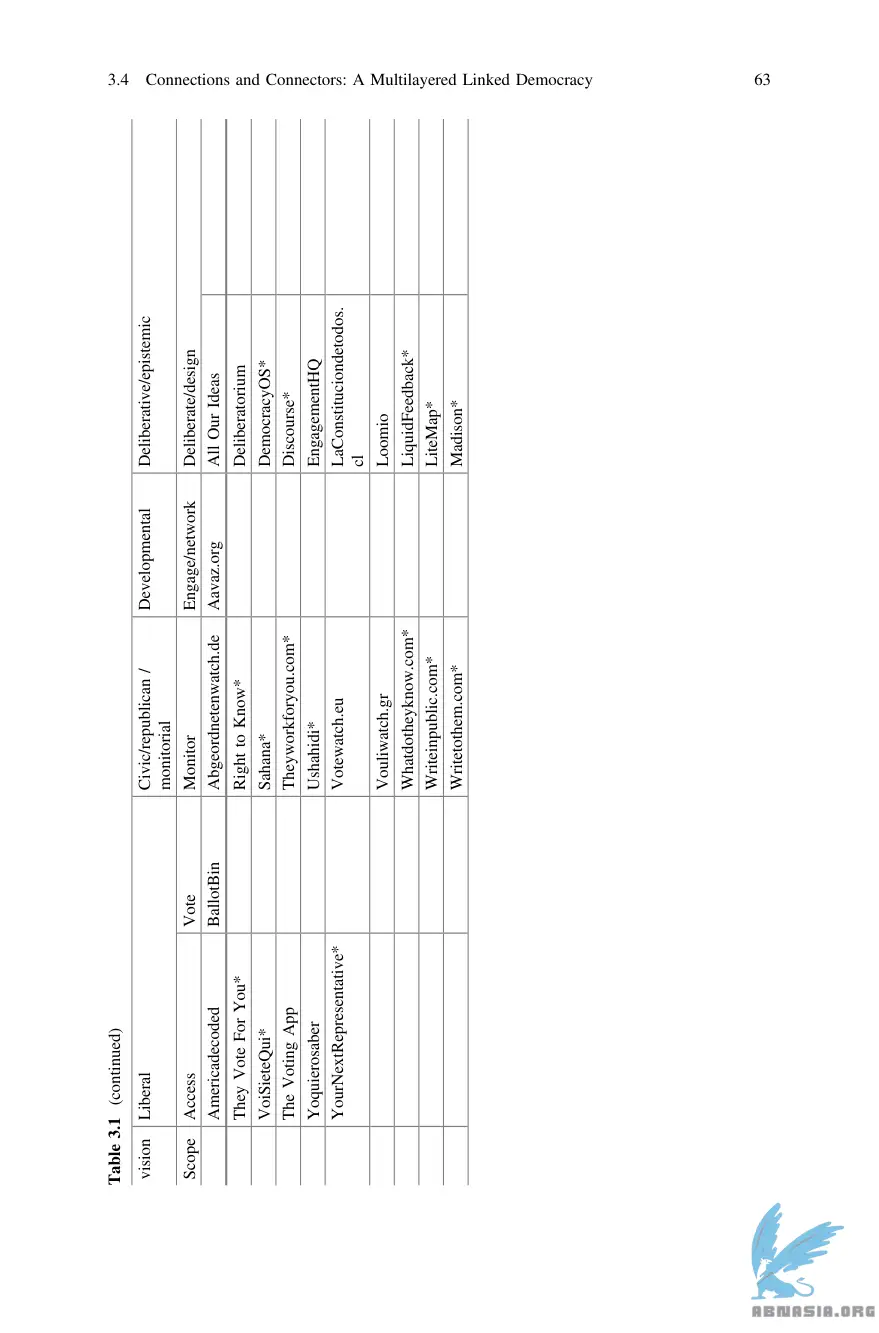 3.4 Connections and Connectors: A Multilayered Linked Democracy 63
Table 3.1 (continued)
vision Liberal Civic/republican / Developmental Deliberative/epistemic
monitorial
Scope Access Vote Monitor Engage/network Deliberate/design
Americadecoded BallotBin Abgeordnetenwatch.de Aavaz.org All Our Ideas
They Vote For You* Right to Know* Deliberatorium
VoiSieteQui* Sahana* DemocracyOS*
The Voting App Theyworkforyou.com* Discourse*
Yoquierosaber Ushahidi* EngagementHQ
YourNextRepresentative* Votewatch.eu LaConstituciondetodos.
cl
Vouliwatch.gr Loomio
Whatdotheyknow.com* LiquidFeedback*
Writeinpublic.com* LiteMap*
Writetothem.com* Madison*
ABNASIA.ORG